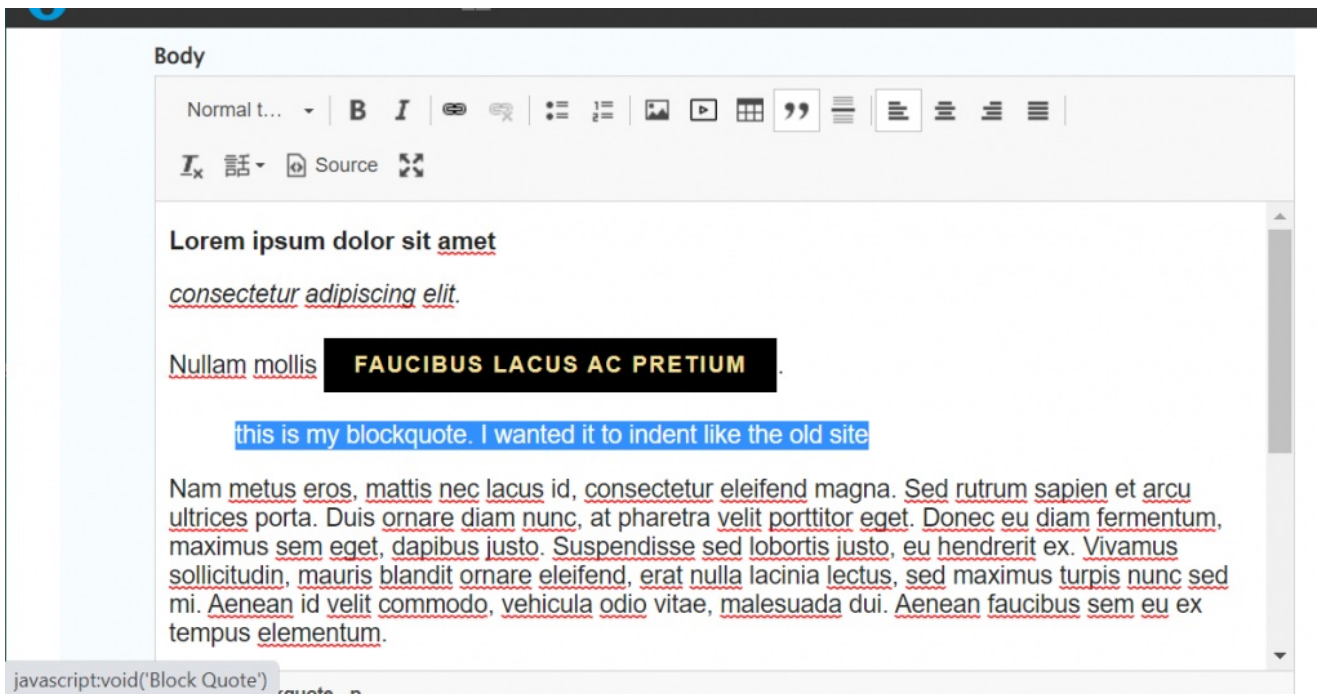 Body
Normal t...
B I
話 Source
Lorem ipsum dolor sit amet
consectetur adipiscing elit.
Nullam mollis FAUCIBUS LACUS AC PRETIUM .
this is my blockquote. I wanted it to indent like the old site
Nam metus eros, mattis nec lacus id, consectetur eleifend magna. Sed rutrum sapien et arcu
ultrices porta. Duis ornare diam nunc, at pharetra velit porttitor eget. Donec eu diam fermentum,
maximus sem eget, dapibus justo. Suspendisse sed lobortis justo, eu hendrerit ex. Vivamus
sollicitudin, mauris blandit ornare eleifend, erat nulla lacinia lectus, sed maximus turpis nunc sed
mi. Aenean id velit commodo, vehicula odio vitae, malesuada dui. Aenean faucibus sem eu ex
tempus elementum.
javascript:void('Block Quote')